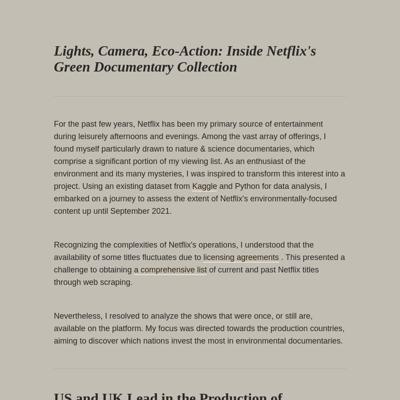 Lights, Camera, Eco-Action: Inside Netflix's
Green Documentary Collection
For the past few years, Netflix has been my primary source of entertainment
during leisurely afternoons and evenings. Among the vast array of offerings, I
found myself particularly drawn to nature & science documentaries, which
comprise a significant portion of my viewing list. As an enthusiast of the
environment and its many mysteries, I was inspired to transform this interest into a
project. Using an existing dataset from Kaggle and Python for data analysis, I
embarked on a journey to assess the extent of Netflix's environmentally-focused
content up until September 2021.
Recognizing the complexities of Netflix's operations, I understood that the
availability of some titles fluctuates due to licensing agreements . This presented a
challenge to obtaining a comprehensive list of current and past Netflix titles
through web scraping.
Nevertheless, I resolved to analyze the shows that were once, or still are,
available on the platform. My focus was directed towards the production countries,
aiming to discover which nations invest the most in environmental documentaries.
US and UK Lead in the Production of